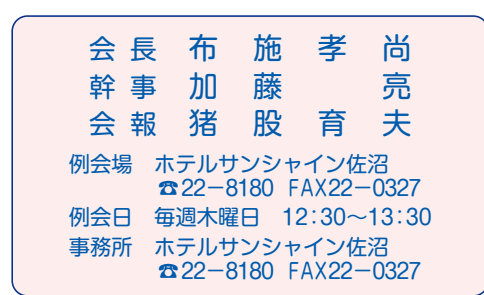 会長 布施孝尚
幹事 加藤 亮
会報 猪股育夫
例会場 ホテルサンシャイン佐沼
☎22－8180 FAX22－0327
例会日 毎週木曜日 12：30～13：30
事務所 ホテルサンシャイン佐沼
☎22－8180 FAX22－0327